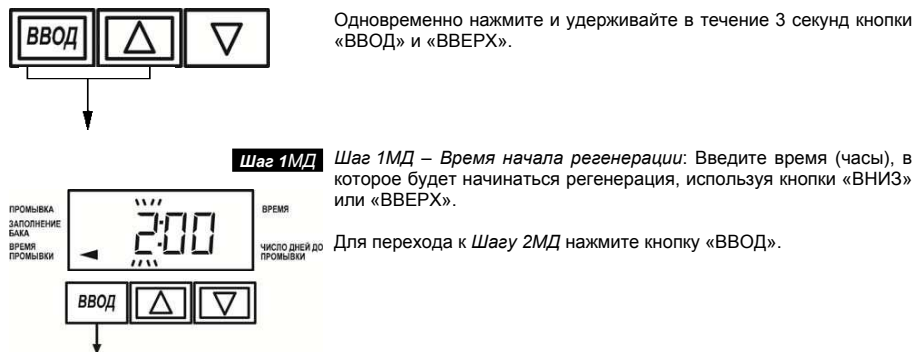 ВВОД
Одновременно нажмите и удерживайте в течение 3 секунд кнопки
«ВВОД» и «ВВЕРХ».
Шаг 1МД
Шаг 1МД – Время начала регенерации: Введите время (часы), в
которое будет начинаться регенерация, используя кнопки «ВНИЗ»
или «ВВЕРХ».
Для перехода к Шагу 2МД нажмите кнопку «ВВОД».
ПРОМЫВКА
ЗАПОЛНЕНИЕ
БАКА
ВРЕМЯ
ПРОМЫВКИ
2:00
ВРЕМЯ
ЧИСЛО ДНЕЙ ДО
ПРОМЫВКИ
ВВОД